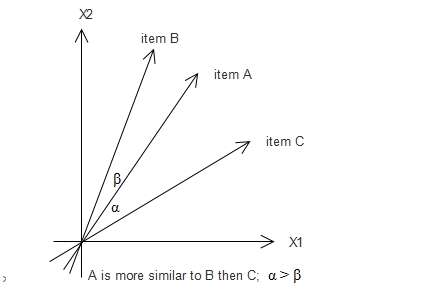 X2
item B
item A
item C
β
α
X1
A is more similar to B then C; α > β